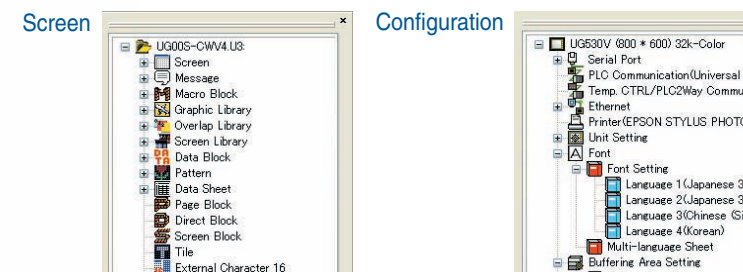 Screen
UG00S-CWV4.U3:
Screen
Message
Macro Block
Graphic Library
Overlap Library
Screen Library
Data Block
Pattern
Data Sheet
Page Block
Direct Block
Screen Block
Tile
External Character 16
Configuration
UG530V (800 * 600) 32k-Color
Serial Port
PLC Communication(Universal
Temp. CTRL/PLC2Way Commu
Ethernet
Printer(EPSON STYLUS PHOTO
Unit Setting
Font
Font Setting
Language 1(Japanese 3
Language 2(Japanese 3
Language 3(Chinese (Si
Language 4(Korean)
Multi-language Sheet
Buffering Area Setting